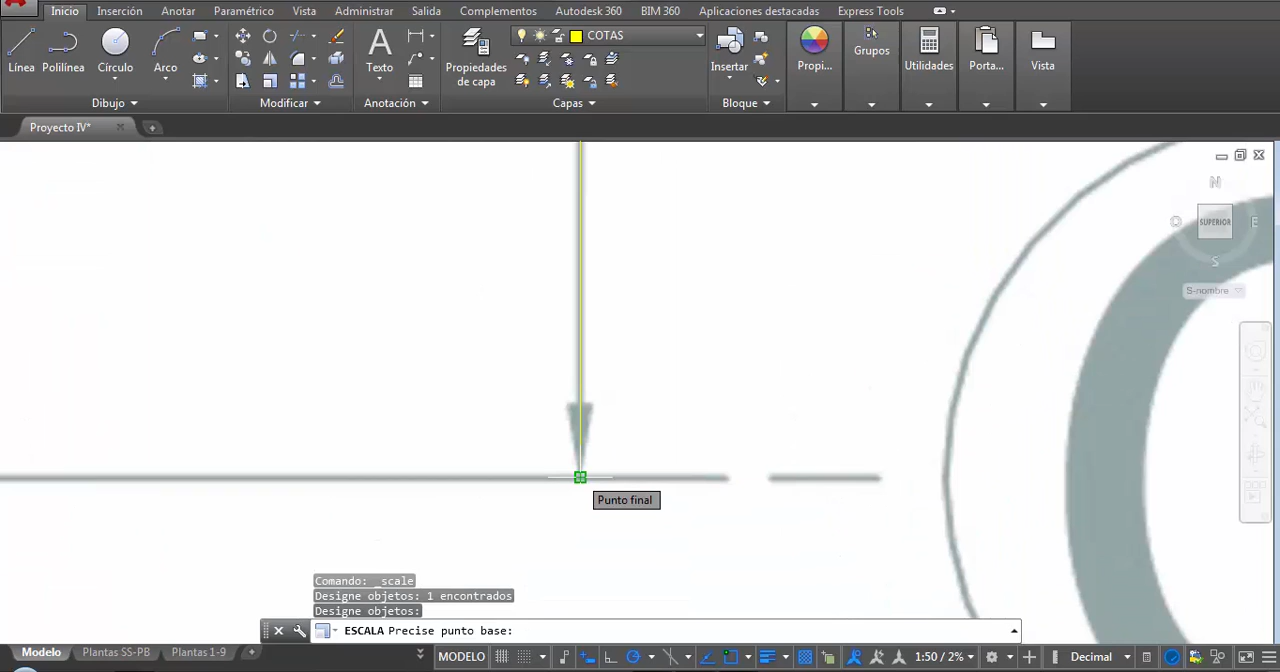 Inicio Inserción Anotar Paramétrico Vista Administrar Salida Complementos Autodesk 360 BIM 360 Aplicaciones destacadas Express Tools
Línea Polilínea Círculo Arco Texto Propiedades de capa COTAS Insertar Propi... Grupos Utilidades Porta... Vista
Dibujo Modificar Anotación Capas Bloque
Proyecto IV*
N
O SUPERIOR E
S
S-nombre
Punto final
Comando: _scale
Designe objetos: 1 encontrados
Designe objetos:
ESCALA Precise punto base:
Modelo Plantas SS-PB Plantas 1-9 MODELO 1:50 / 2% Decimal